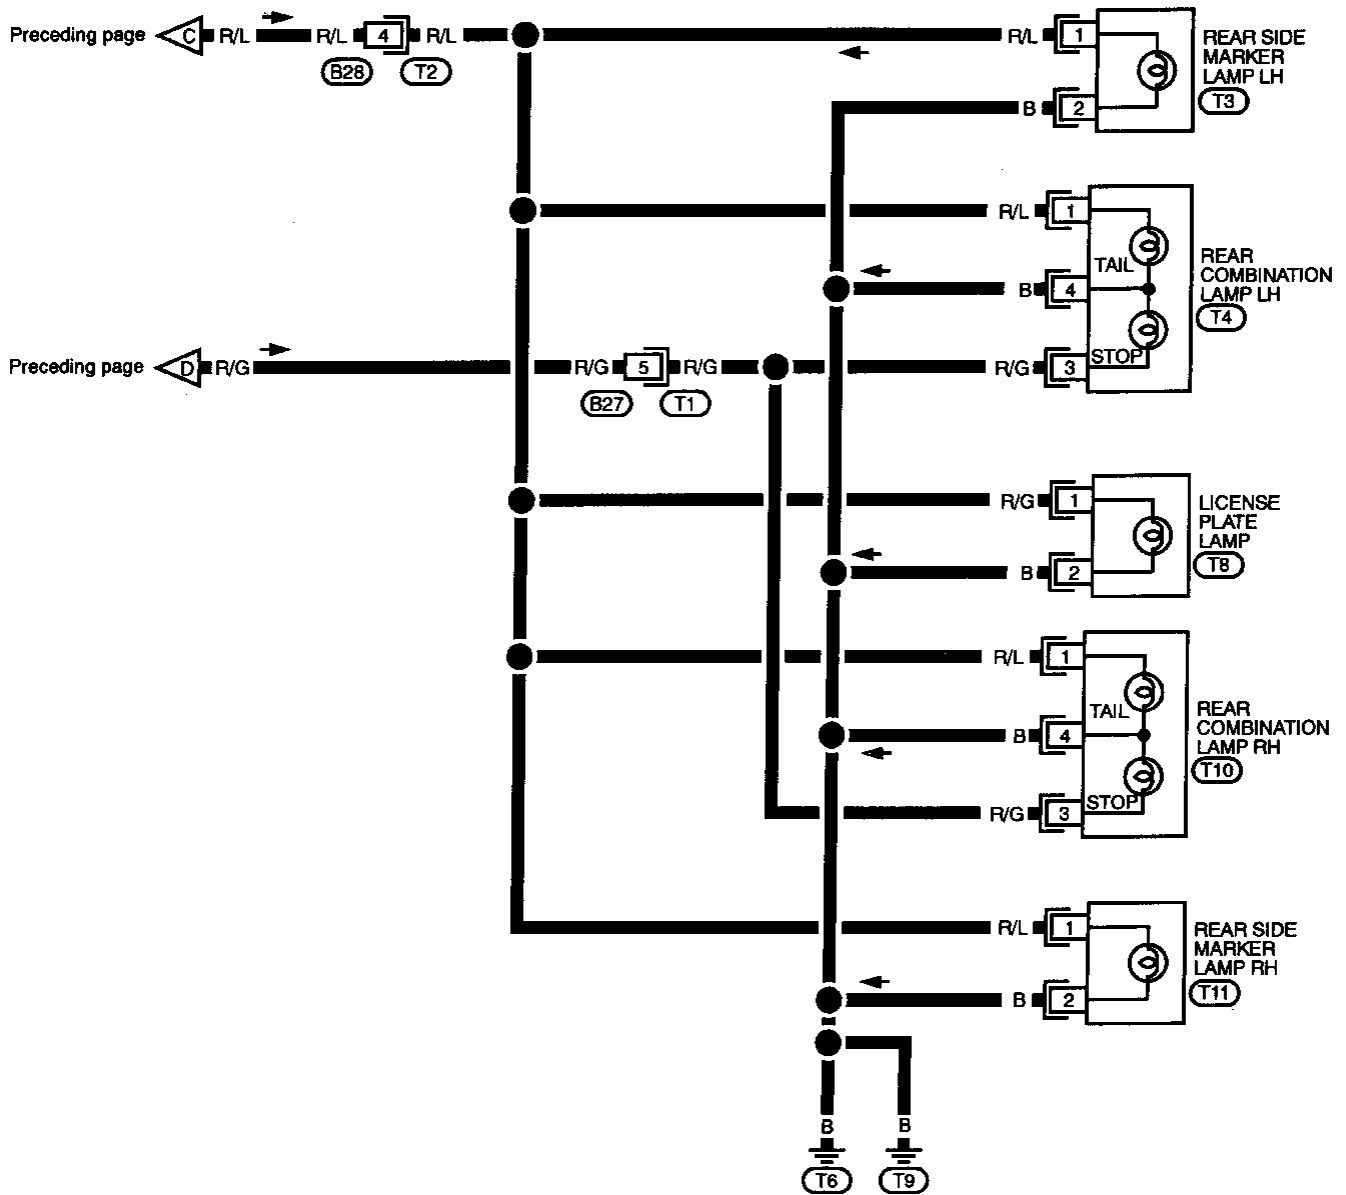 Preceding page C R/L R/L 4 R/L R/L 1
B28 T2
REAR SIDE
MARKER
LAMP LH
T3
B 2
R/L 1
TAIL
B 4
REAR
COMBINATION
LAMP LH
T4
Preceding page D R/G R/G 5 R/G R/G 3
STOP
B27 T1
R/G 1
LICENSE
PLATE
LAMP
T8
B 2
R/L 1
TAIL
B 4
REAR
COMBINATION
LAMP RH
T10
STOP
R/G 3
R/L 1
REAR SIDE
MARKER
LAMP RH
T11
B 2
B B
T6 T9